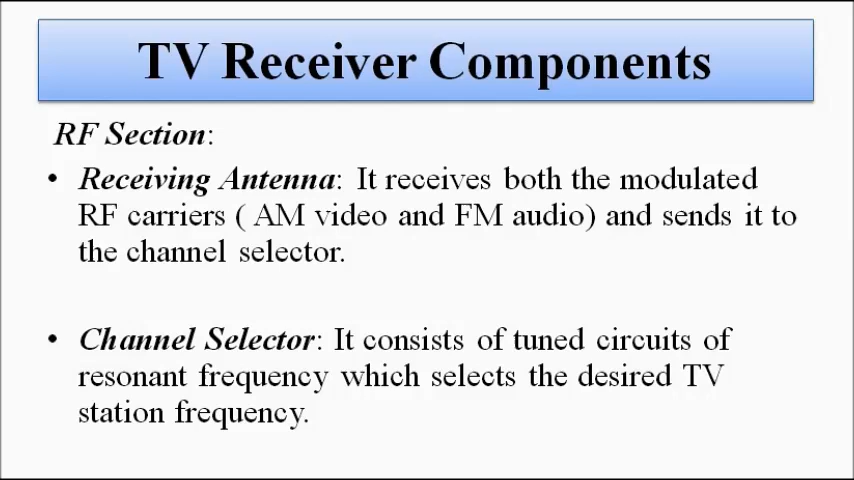 TV Receiver Components
RF Section:
• Receiving Antenna: It receives both the modulated
RF carriers ( AM video and FM audio) and sends it to
the channel selector.
• Channel Selector: It consists of tuned circuits of
resonant frequency which selects the desired TV
station frequency.